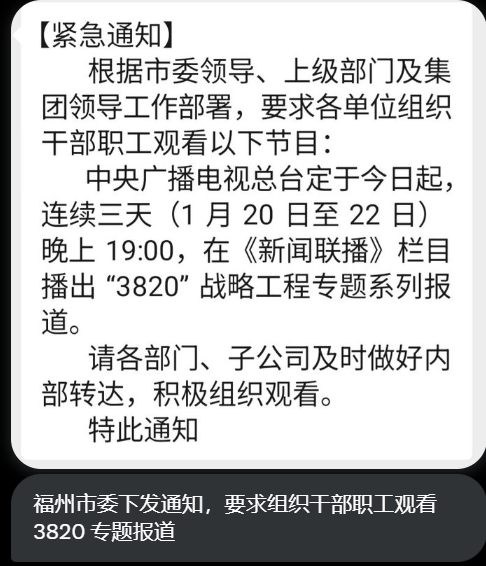 【紧急通知】
根据市委领导、上级部门及集
团领导工作部署，要求各单位组织
干部职工观看以下节目：
中央广播电视总台定于今日起，
连续三天（1 月 20 日至 22 日）
晚上 19:00，在《新闻联播》栏目
播出 “3820” 战略工程专题系列报
道。
请各部门、子公司及时做好内
部转达，积极组织观看。
特此通知
福州市委下发通知，要求组织干部职工观看
3820 专题报道